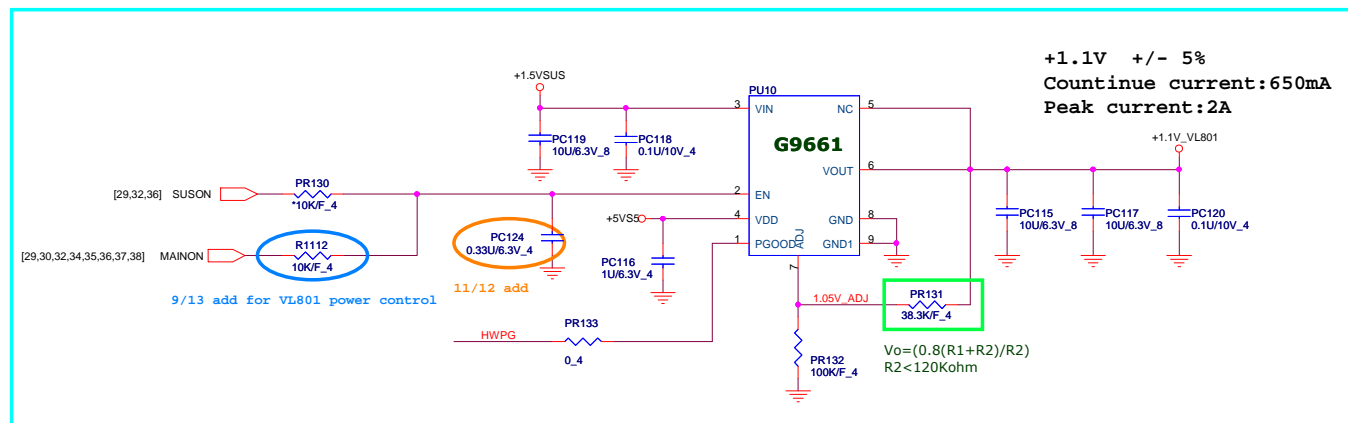 +1.1V +/- 5%
Countinue current:650mA
Peak current:2A
+1.5VSUS
PU10
3 VIN
NC 5
G9661
PC119
10U/6.3V_8
PC118
0.1U/10V_4
+1.1V_VL801
VOUT 6
[29,32,36] SUSON
PR130
*10K/F_4
2 EN
+5VS5
4 VDD
GND 8
1 PGOOD
GND1 9
ADJ
7
PC115
10U/6.3V_8
PC117
10U/6.3V_8
PC120
0.1U/10V_4
PC124
0.33U/6.3V_4
[29,30,32,34,35,36,37,38] MAINON
R1112
10K/F_4
PC116
1U/6.3V_4
9/13 add for VL801 power control
11/12 add
1.05V_ADJ
PR131
38.3K/F_4
HWPG
PR133
0_4
PR132
100K/F_4
Vo=(0.8(R1+R2)/R2)
R2<120Kohm